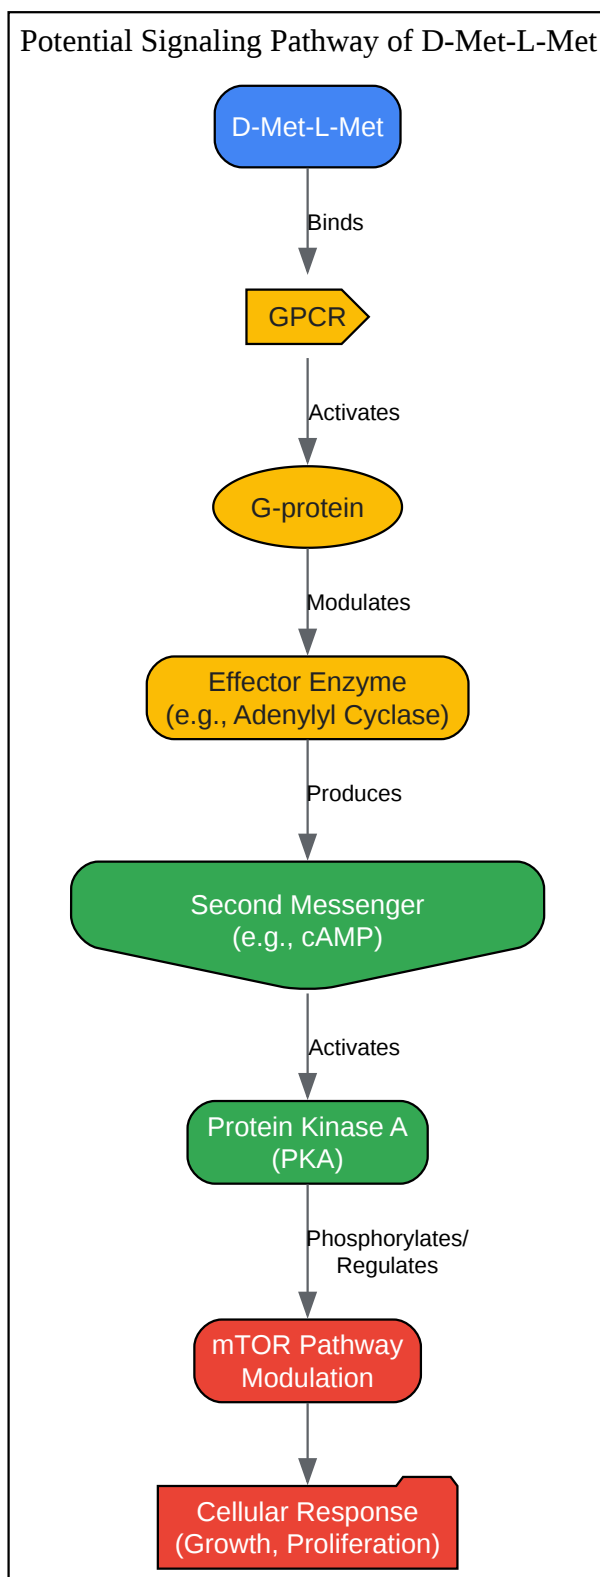 Potential Signaling Pathway of D-Met-L-Met
D-Met-L-Met
Binds
GPCR
Activates
G-protein
Modulates
Effector Enzyme
(e.g., Adenylyl Cyclase)
Produces
Second Messenger
(e.g., cAMP)
Activates
Protein Kinase A
(PKA)
Phosphorylates/
Regulates
mTOR Pathway
Modulation
Cellular Response
(Growth, Proliferation)